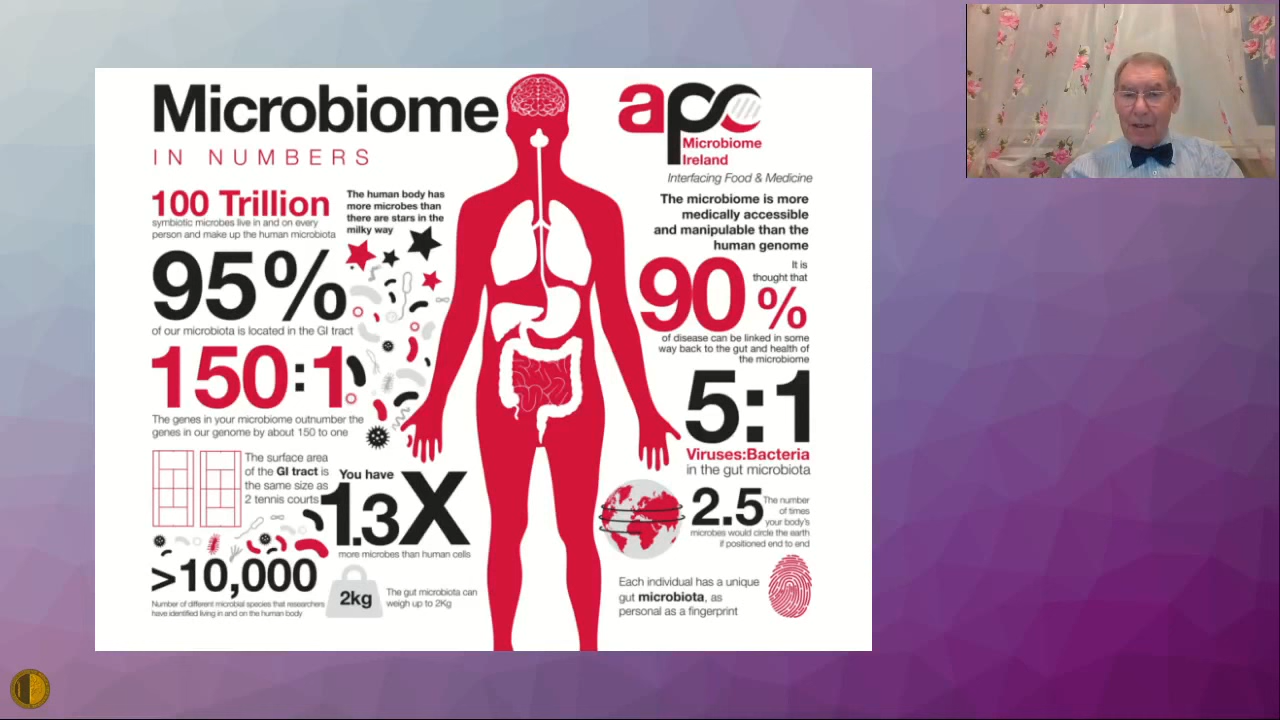 Microbiome
IN NUMBERS
100 Trillion
symbiotic microbes live in and on every
person and make up the human microbiota
The human body has
more microbes than
there are stars in the
milky way
95%
of our microbiota is located in the GI tract
150:1
The genes in your microbiome outnumber the
genes in our genome by about 150 to one
The surface area
of the GI tract is
the same size as
2 tennis courts
You have
1.3X
more microbes than human cells
>10,000
Number of different microbial species that researchers
have identified living in and on the human body
2kg
The gut microbiota can
weigh up to 2Kg
apc
Microbiome
Ireland
Interfacing Food & Medicine
The microbiome is more
medically accessible
and manipulable than the
human genome
It is
thought that
90%
of disease can be linked in some
way back to the gut and health of
the microbiome
5:1
Viruses:Bacteria
in the gut microbiota
2.5
The number
of times
your body's
microbes would circle the earth
if positioned end to end
Each individual has a unique
gut microbiota, as
personal as a fingerprint